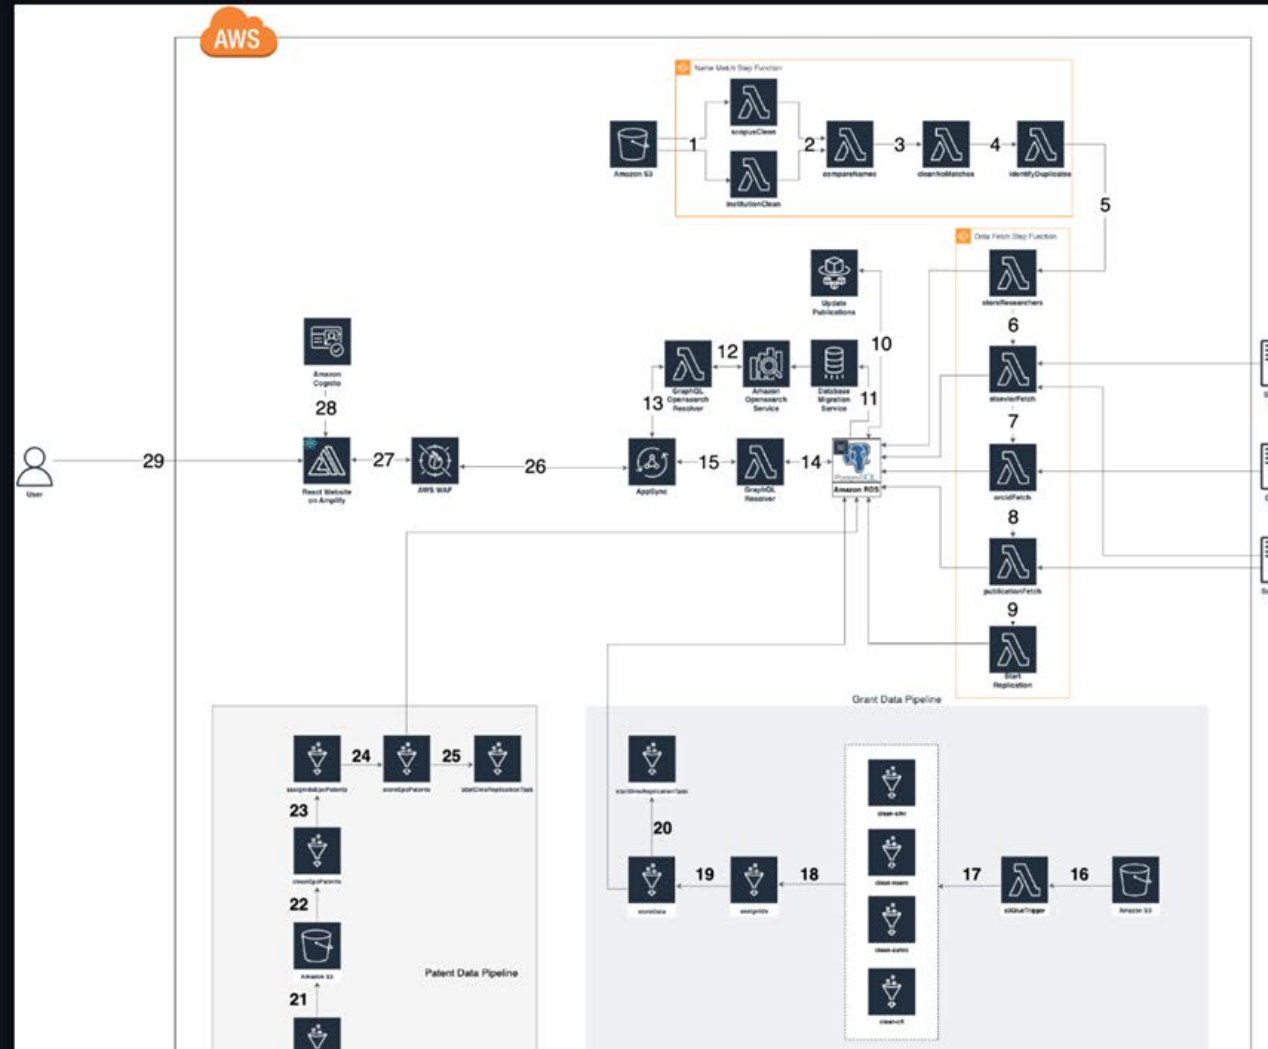 AWS
Name Match Step Function
Amazon S3
1
scopusClean
institutionClean
2
compareNames
3
cleanNoMatches
4
identifyDuplicates
5
Data Fetch Step Function
storeResearchers
6
elsevierFetch
7
orcidFetch
8
publicationFetch
9
Start
Replication
Update
Publications
10
11
Database
Migration
Service
Amazon
Opensearch
Service
12
GraphQL
Opensearch
Resolver
13
Amazon
Cognito
28
User
29
React Website
on Amplify
27
AWS WAF
26
AppSync
15
GraphQL
Resolver
14
PostgreSQL
Amazon RDS
Grant Data Pipeline
startDmsReplicationTask
20
storeData
19
assignIds
18
clean-cihr
clean-nserc
clean-sshrc
clean-cfi
17
s3GlueTrigger
16
Amazon S3
assignIdsEpoPatents
24
storeEpoPatents
25
startDmsReplicationTask
23
cleanEpoPatents
22
Amazon S3
21
Patent Data Pipeline